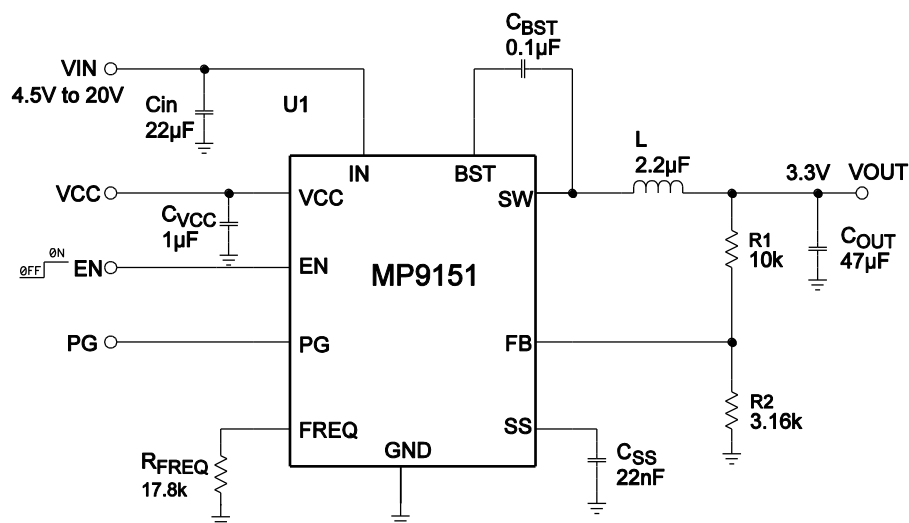 CBST
0.1µF
VIN
4.5V to 20V
Cin
22µF
U1
IN
BST
L
2.2µF
3.3V
VOUT
VCC
VCC
SW
CVCC
1µF
R1
10k
COUT
47µF
ON
OFF
EN
EN
MP9151
PG
PG
FB
R2
3.16k
FREQ
SS
GND
RFREQ
17.8k
CSS
22nF